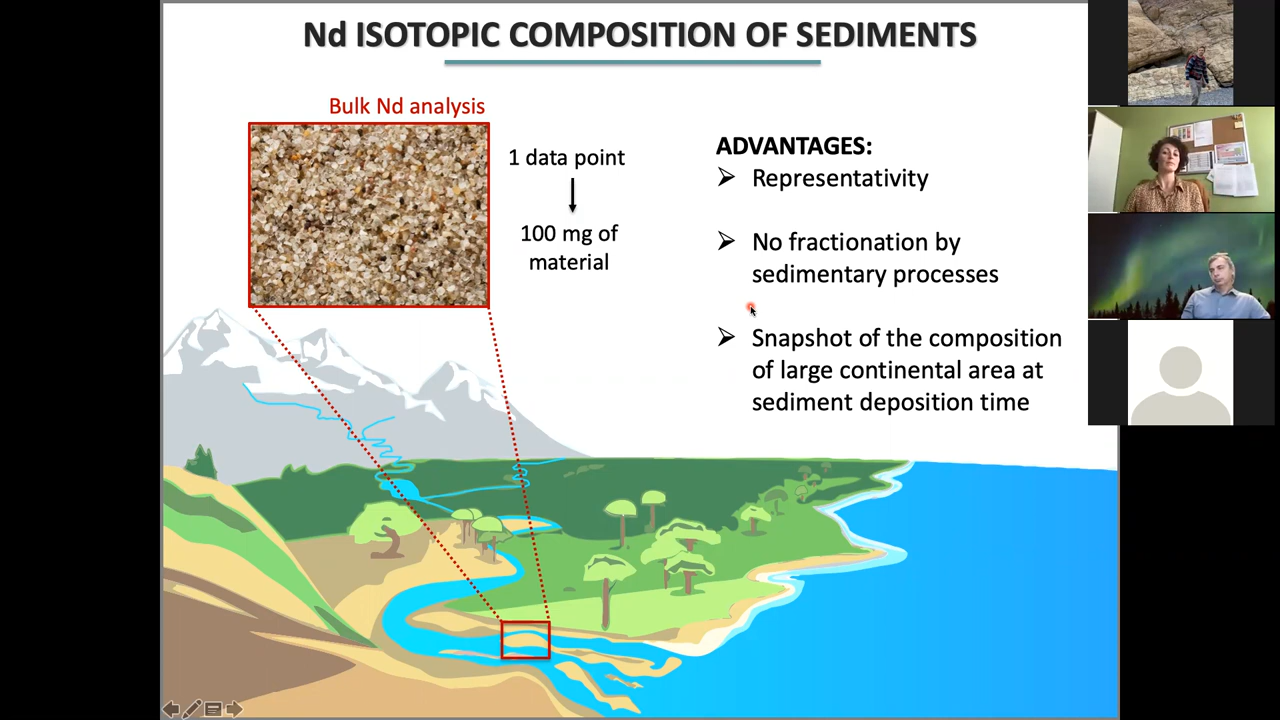 Nd ISOTOPIC COMPOSITION OF SEDIMENTS
Bulk Nd analysis
1 data point
100 mg of
material
ADVANTAGES:
Representativity
No fractionation by
sedimentary processes
Snapshot of the composition
of large continental area at
sediment deposition time